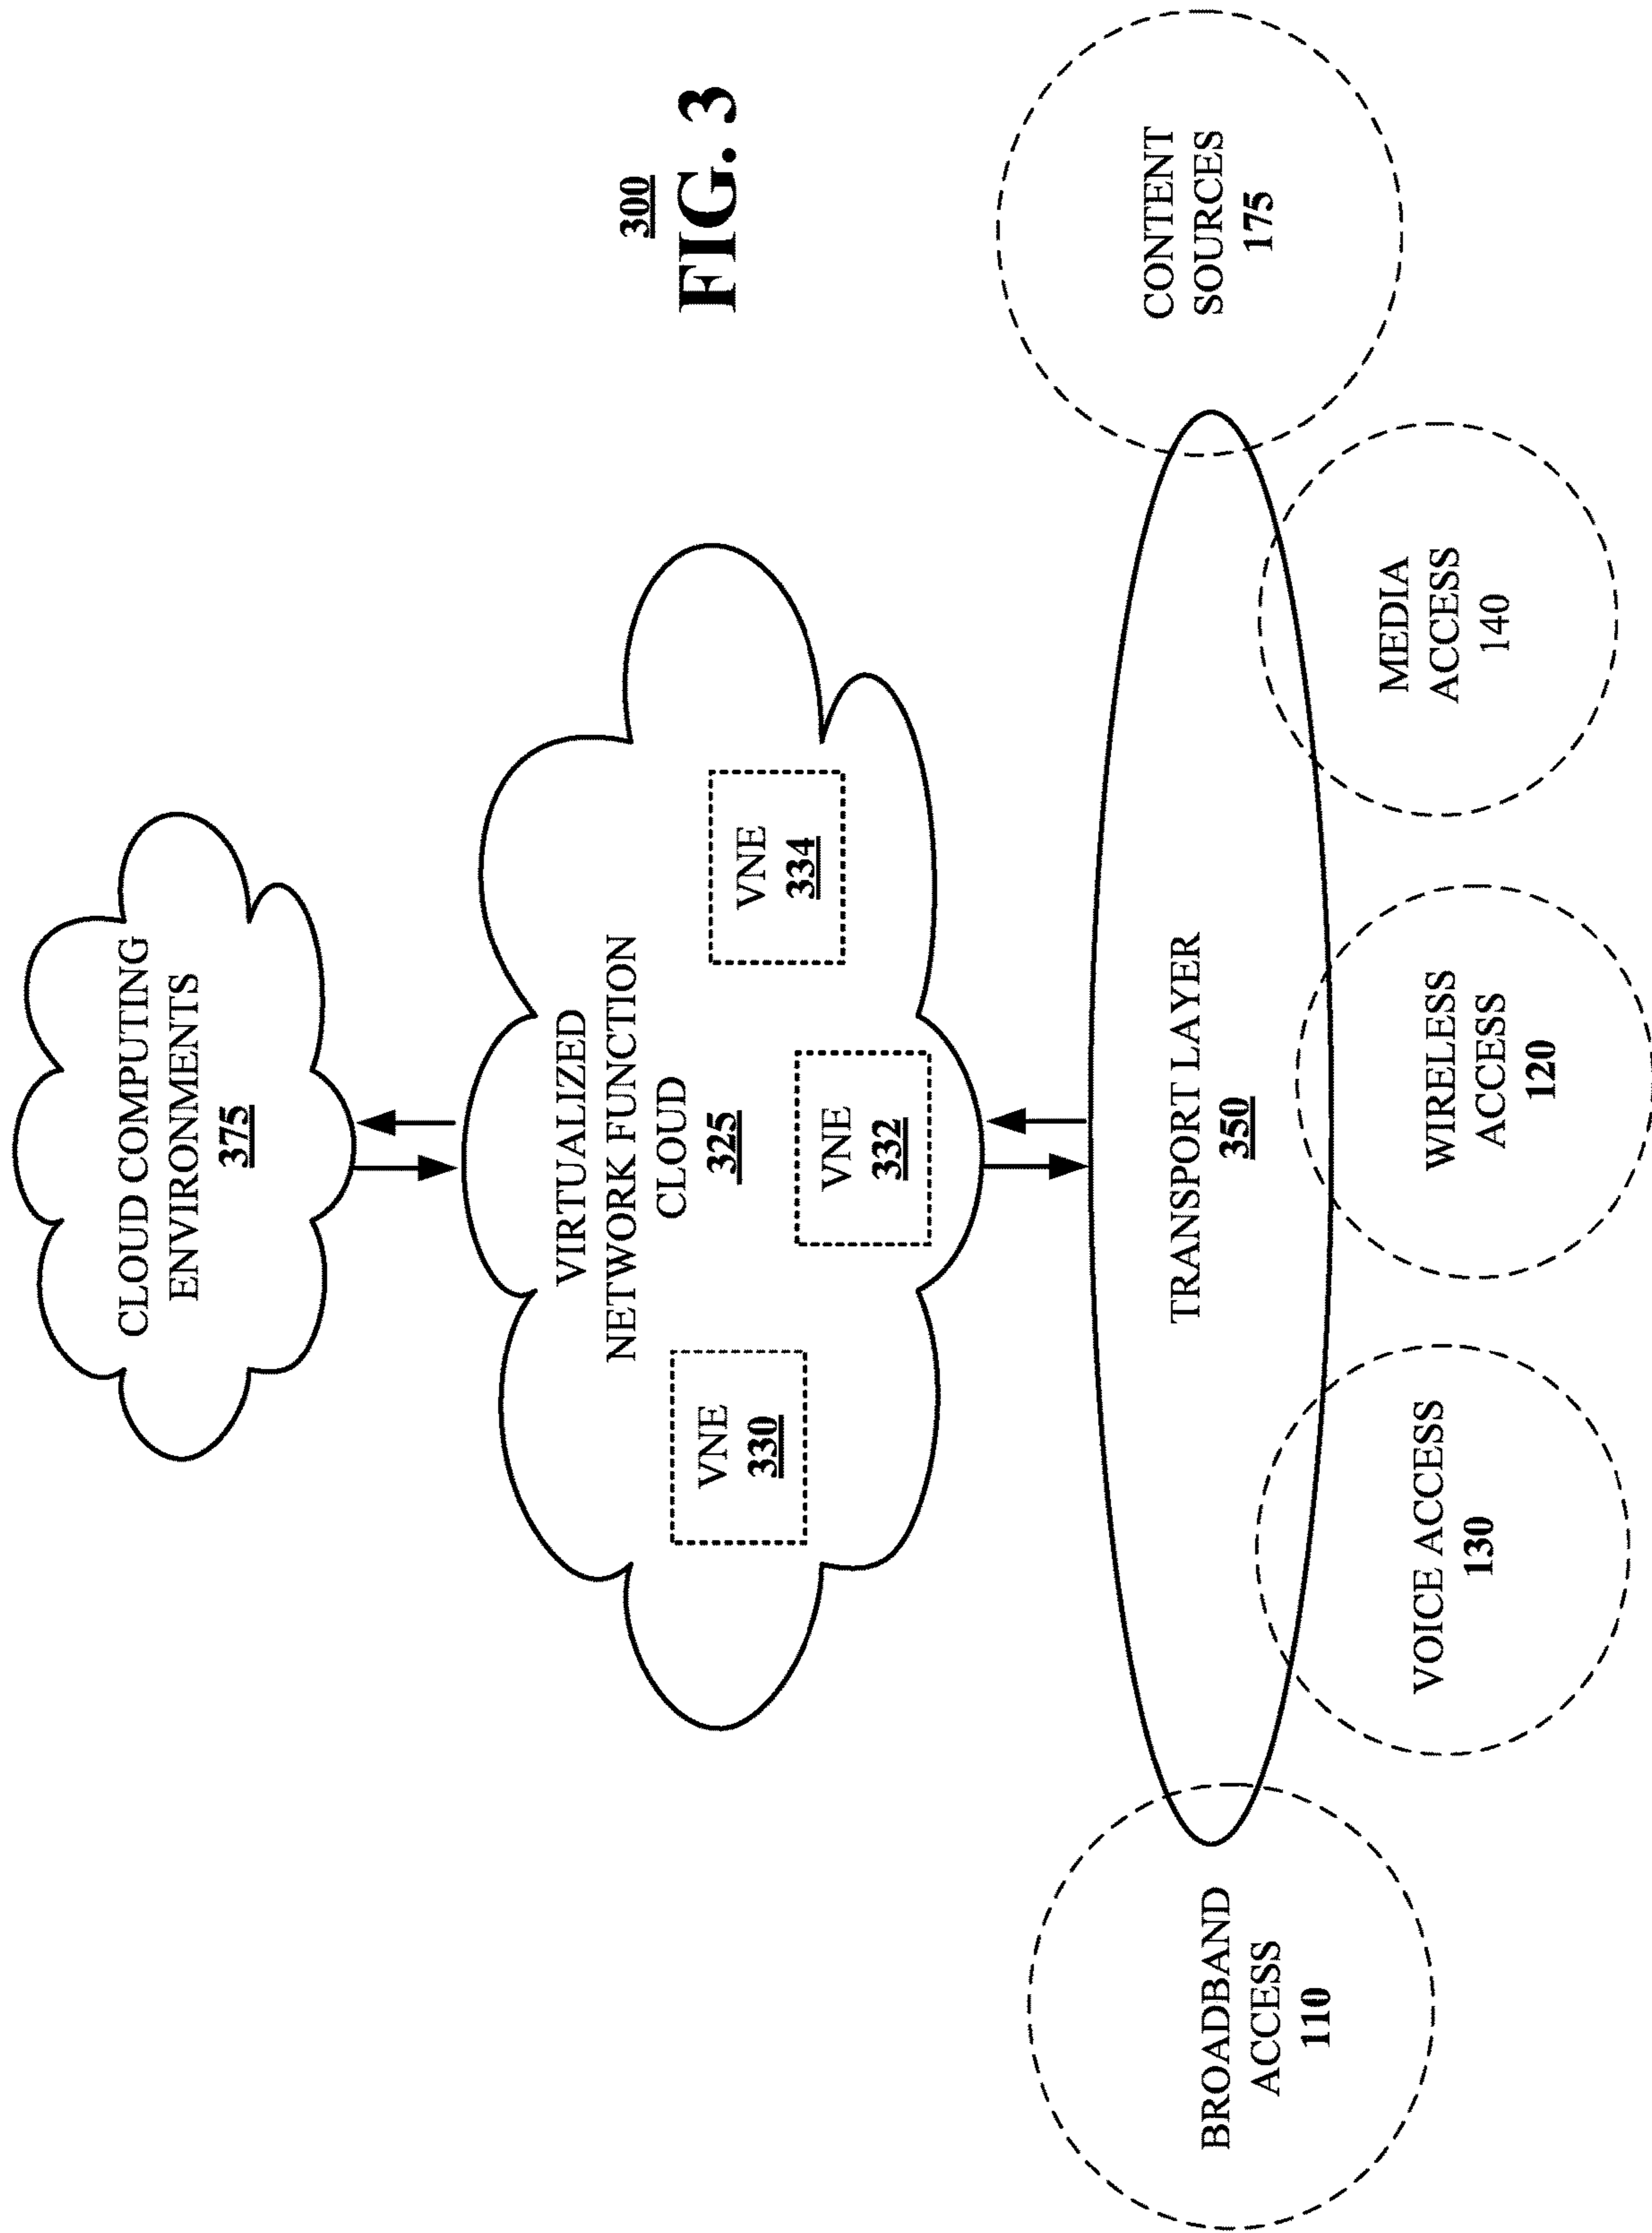 CLOUD COMPUTING
ENVIRONMENTS
375
VIRTUALIZED
NETWORK FUNCTION
CLOUD
325
VNE
330
VNE
332
VNE
334
300
FIG. 3
TRANSPORT LAYER
350
BROADBAND
ACCESS
110
VOICE ACCESS
130
WIRELESS
ACCESS
120
MEDIA
ACCESS
140
CONTENT
SOURCES
175